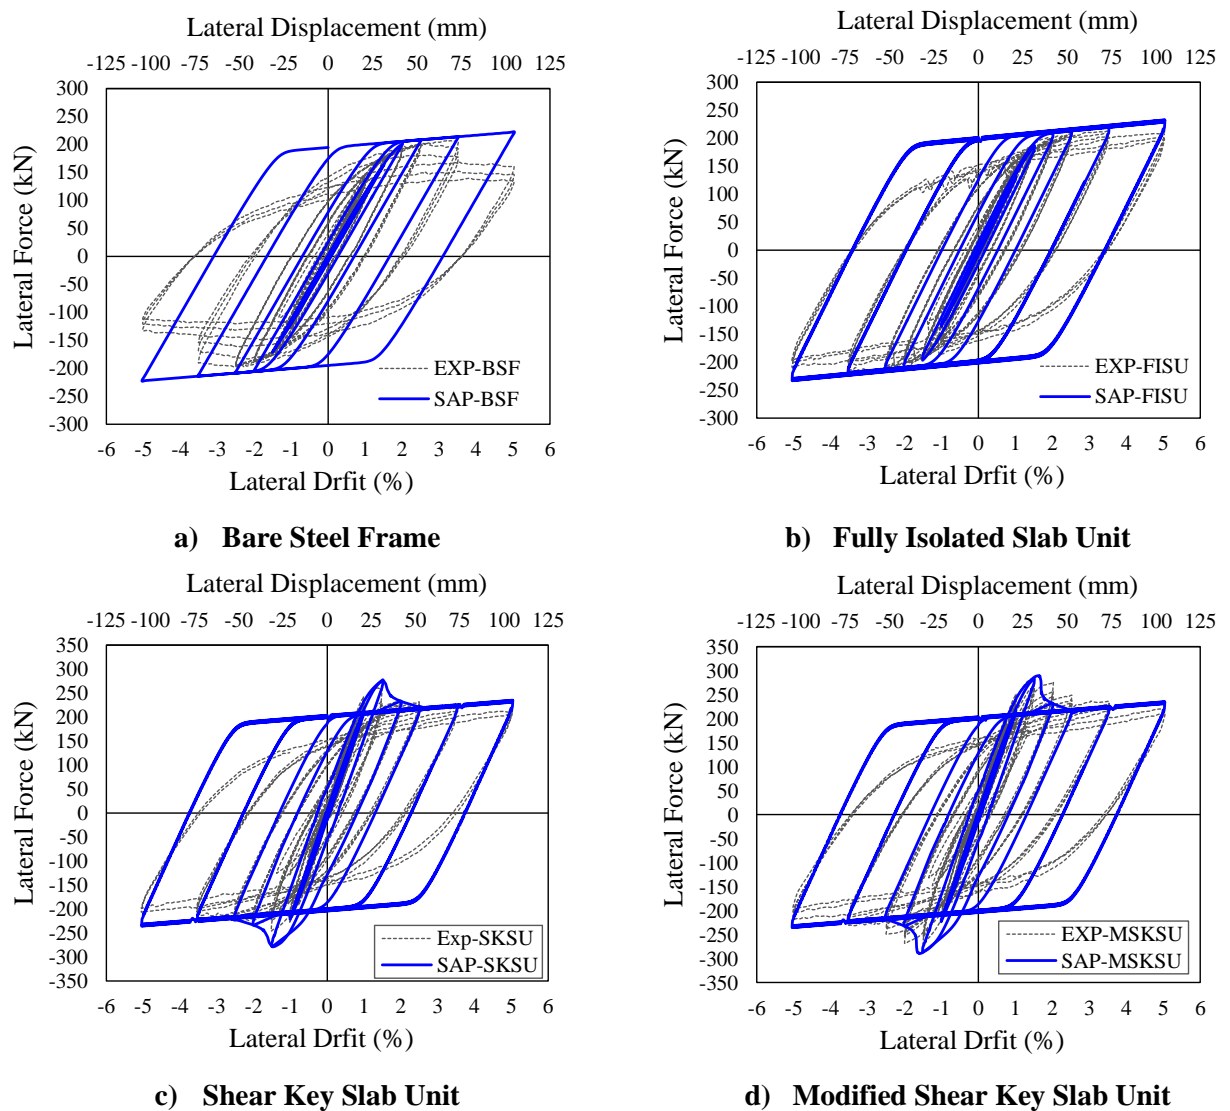 Lateral Displacement (mm)
-125 -100 -75 -50 -25 0 25 50 75 100 125
300
250
200
150
100
50
0
-50
-100
-150
-200
-250
-300
Lateral Force (kN)
EXP-BSF
SAP-BSF
-6 -5 -4 -3 -2 -1 0 1 2 3 4 5 6
Lateral Drfit (%)
a) Bare Steel Frame
Lateral Displacement (mm)
-125 -100 -75 -50 -25 0 25 50 75 100 125
300
250
200
150
100
50
0
-50
-100
-150
-200
-250
-300
Lateral Force (kN)
EXP-FISU
SAP-FISU
-6 -5 -4 -3 -2 -1 0 1 2 3 4 5 6
Lateral Drfit (%)
b) Fully Isolated Slab Unit
Lateral Displacement (mm)
-125 -100 -75 -50 -25 0 25 50 75 100 125
350
300
250
200
150
100
50
0
-50
-100
-150
-200
-250
-300
-350
Lateral Force (kN)
Exp-SKSU
SAP-SKSU
-6 -5 -4 -3 -2 -1 0 1 2 3 4 5 6
Lateral Drfit (%)
c) Shear Key Slab Unit
Lateral Displacement (mm)
-125 -100 -75 -50 -25 0 25 50 75 100 125
350
300
250
200
150
100
50
0
-50
-100
-150
-200
-250
-300
-350
Lateral Force (kN)
EXP-MSKSU
SAP-MSKSU
-6 -5 -4 -3 -2 -1 0 1 2 3 4 5 6
Lateral Drfit (%)
d) Modified Shear Key Slab Unit